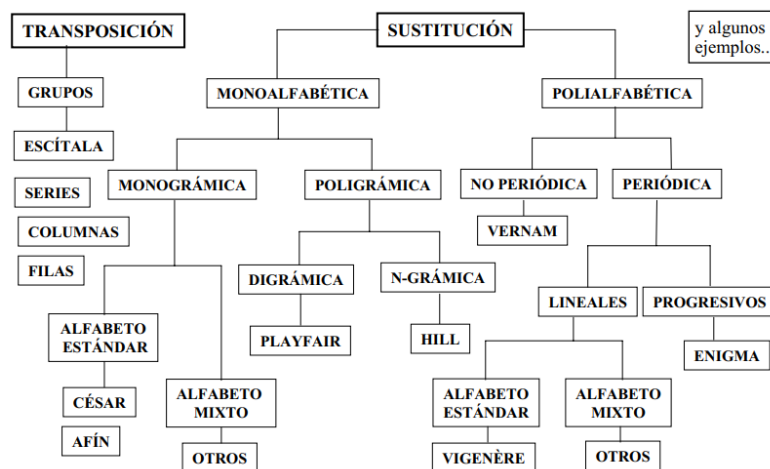 TRANSPOSICIÓN
SUSTITUCIÓN
y algunos
ejemplos..
GRUPOS
MONOALFABÉTICA
POLIALFABÉTICA
ESCÍTALA
SERIES
MONOGRÁMICA
POLIGRÁMICA
NO PERIÓDICA
PERIÓDICA
COLUMNAS
VERNAM
FILAS
DIGRÁMICA
N-GRÁMICA
LINEALES
PROGRESIVOS
ALFABETO
ESTÁNDAR
PLAYFAIR
HILL
ENIGMA
CÉSAR
ALFABETO
MIXTO
ALFABETO
ESTÁNDAR
ALFABETO
MIXTO
AFÍN
OTROS
VIGENÈRE
OTROS